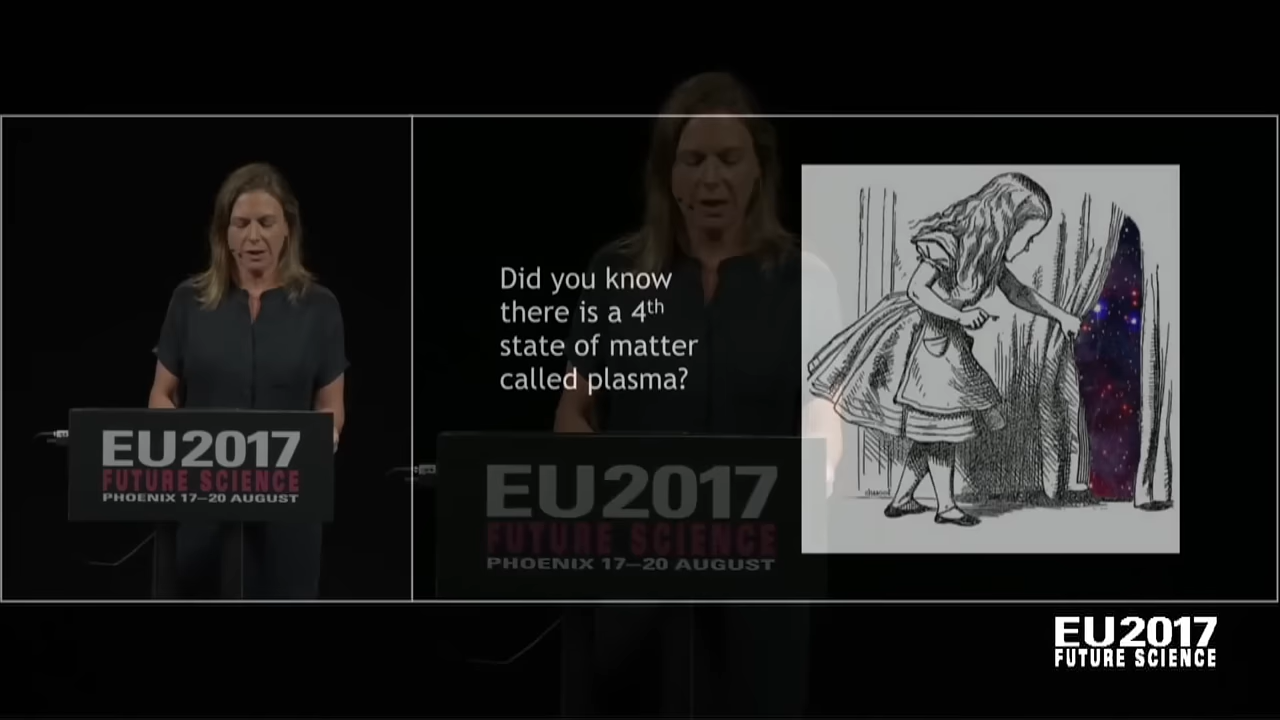 Did you know
there is a 4th
state of matter
called plasma?
EU2017
FUTURE SCIENCE
PHOENIX 17–20 AUGUST
EU2017
FUTURE SCIENCE
PHOENIX 17–20 AUGUST
EU2017
FUTURE SCIENCE